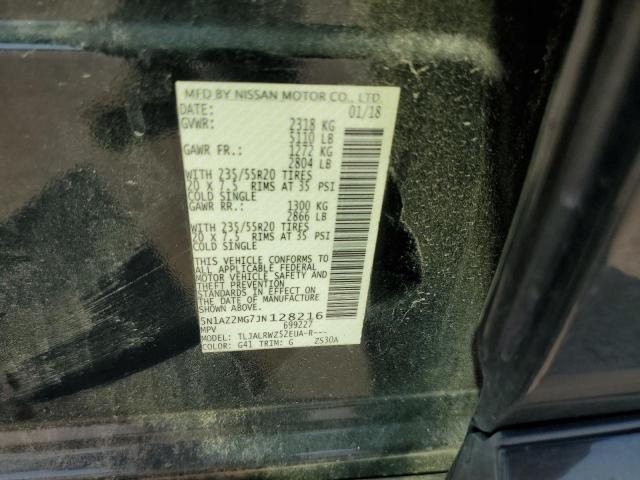 MFD BY NISSAN MOTOR CO., LTD.
DATE: 01/18
GVWR: 2318 KG
5110 LB
GAWR FR.: 1272 KG
2804 LB
WITH 235/55R20 TIRES
20 X 7.5 RIMS AT 35 PSI
COLD SINGLE
GAWR RR.: 1300 KG
2866 LB
WITH 235/55R20 TIRES
20 X 7.5 RIMS AT 35 PSI
COLD SINGLE
THIS VEHICLE CONFORMS TO
ALL APPLICABLE FEDERAL
MOTOR VEHICLE SAFETY AND
THEFT PREVENTION
STANDARDS IN EFFECT ON
THE DATE OF MANUFACTURE
SHOWN ABOVE.
5N1AZ2MG7JN128216
MPV 699227
MODEL: TLJALRWZ52EUA-R---
COLOR: G41 TRIM: G ZS30A